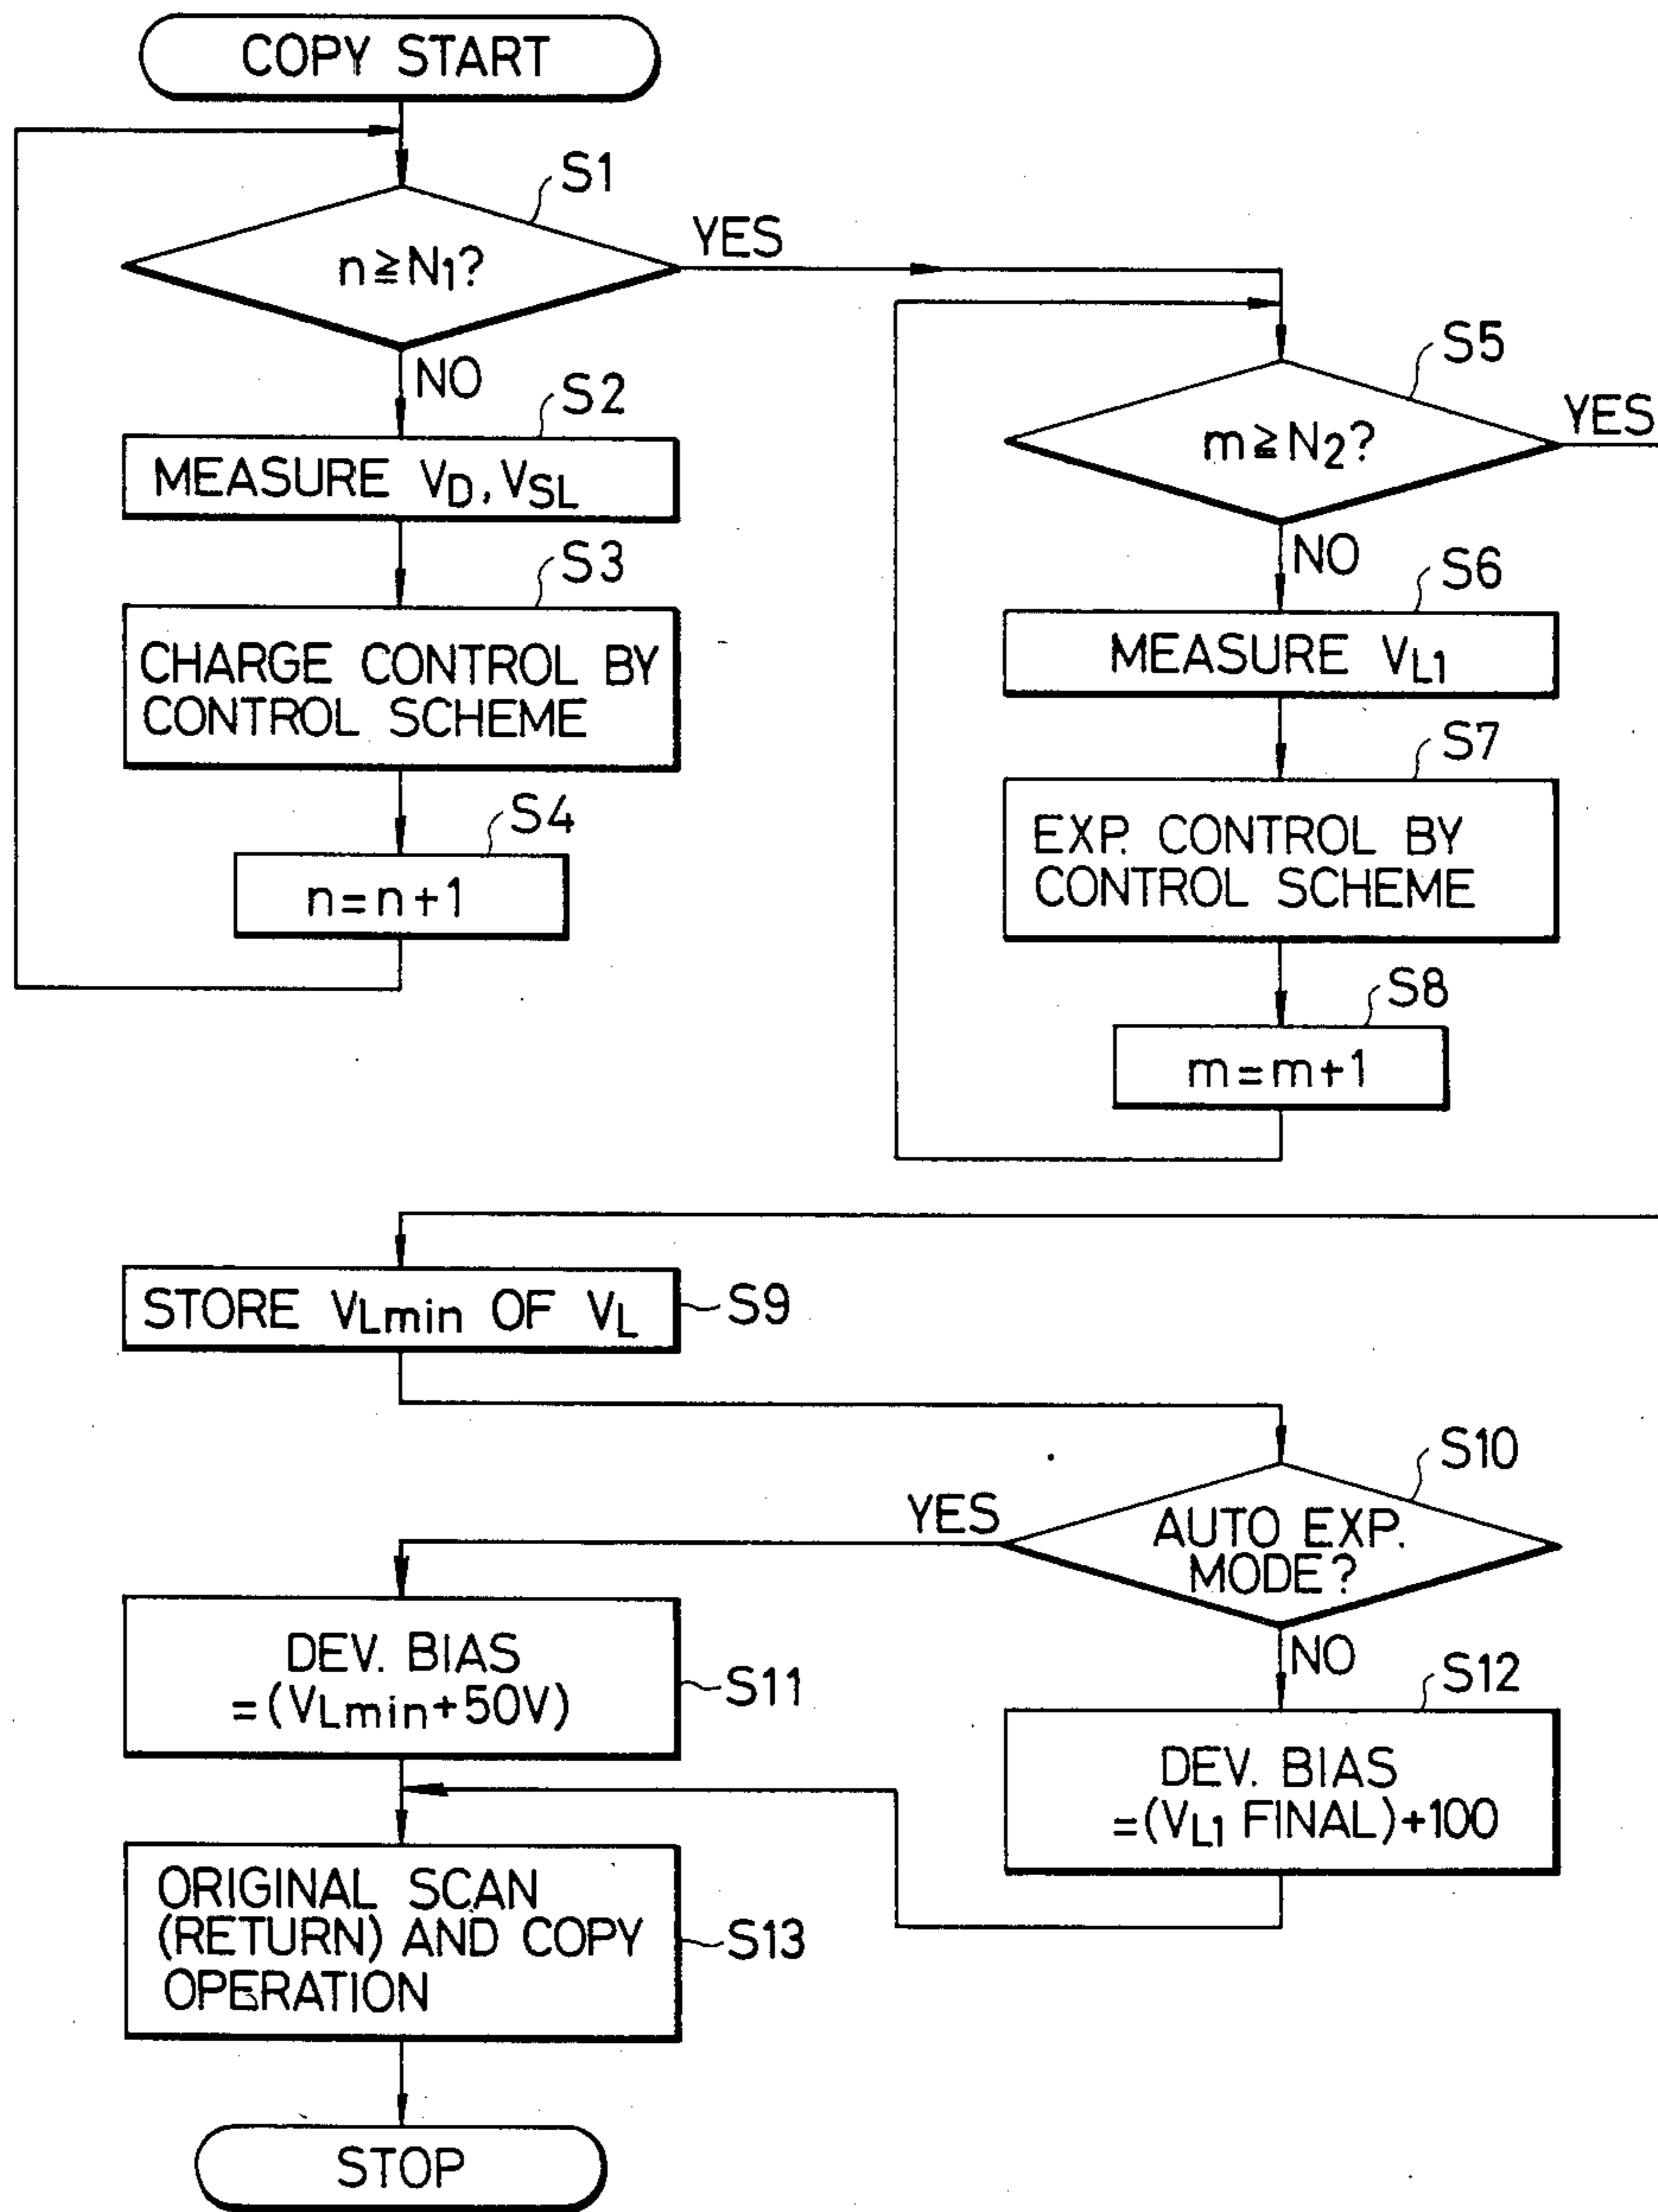 COPY START
S1
n≧N1?
YES
NO
S2
MEASURE VD, VSL
S3
CHARGE CONTROL BY
CONTROL SCHEME
S4
n=n+1
S5
m≧N2?
YES
NO
S6
MEASURE VL1
S7
EXP. CONTROL BY
CONTROL SCHEME
S8
m=m+1
STORE VLmin OF VL
S9
S10
AUTO EXP.
MODE?
YES
NO
DEV. BIAS
=(VLmin+50V)
S11
S12
DEV. BIAS
=(VL1 FINAL)+100
ORIGINAL SCAN
(RETURN) AND COPY
OPERATION
S13
STOP